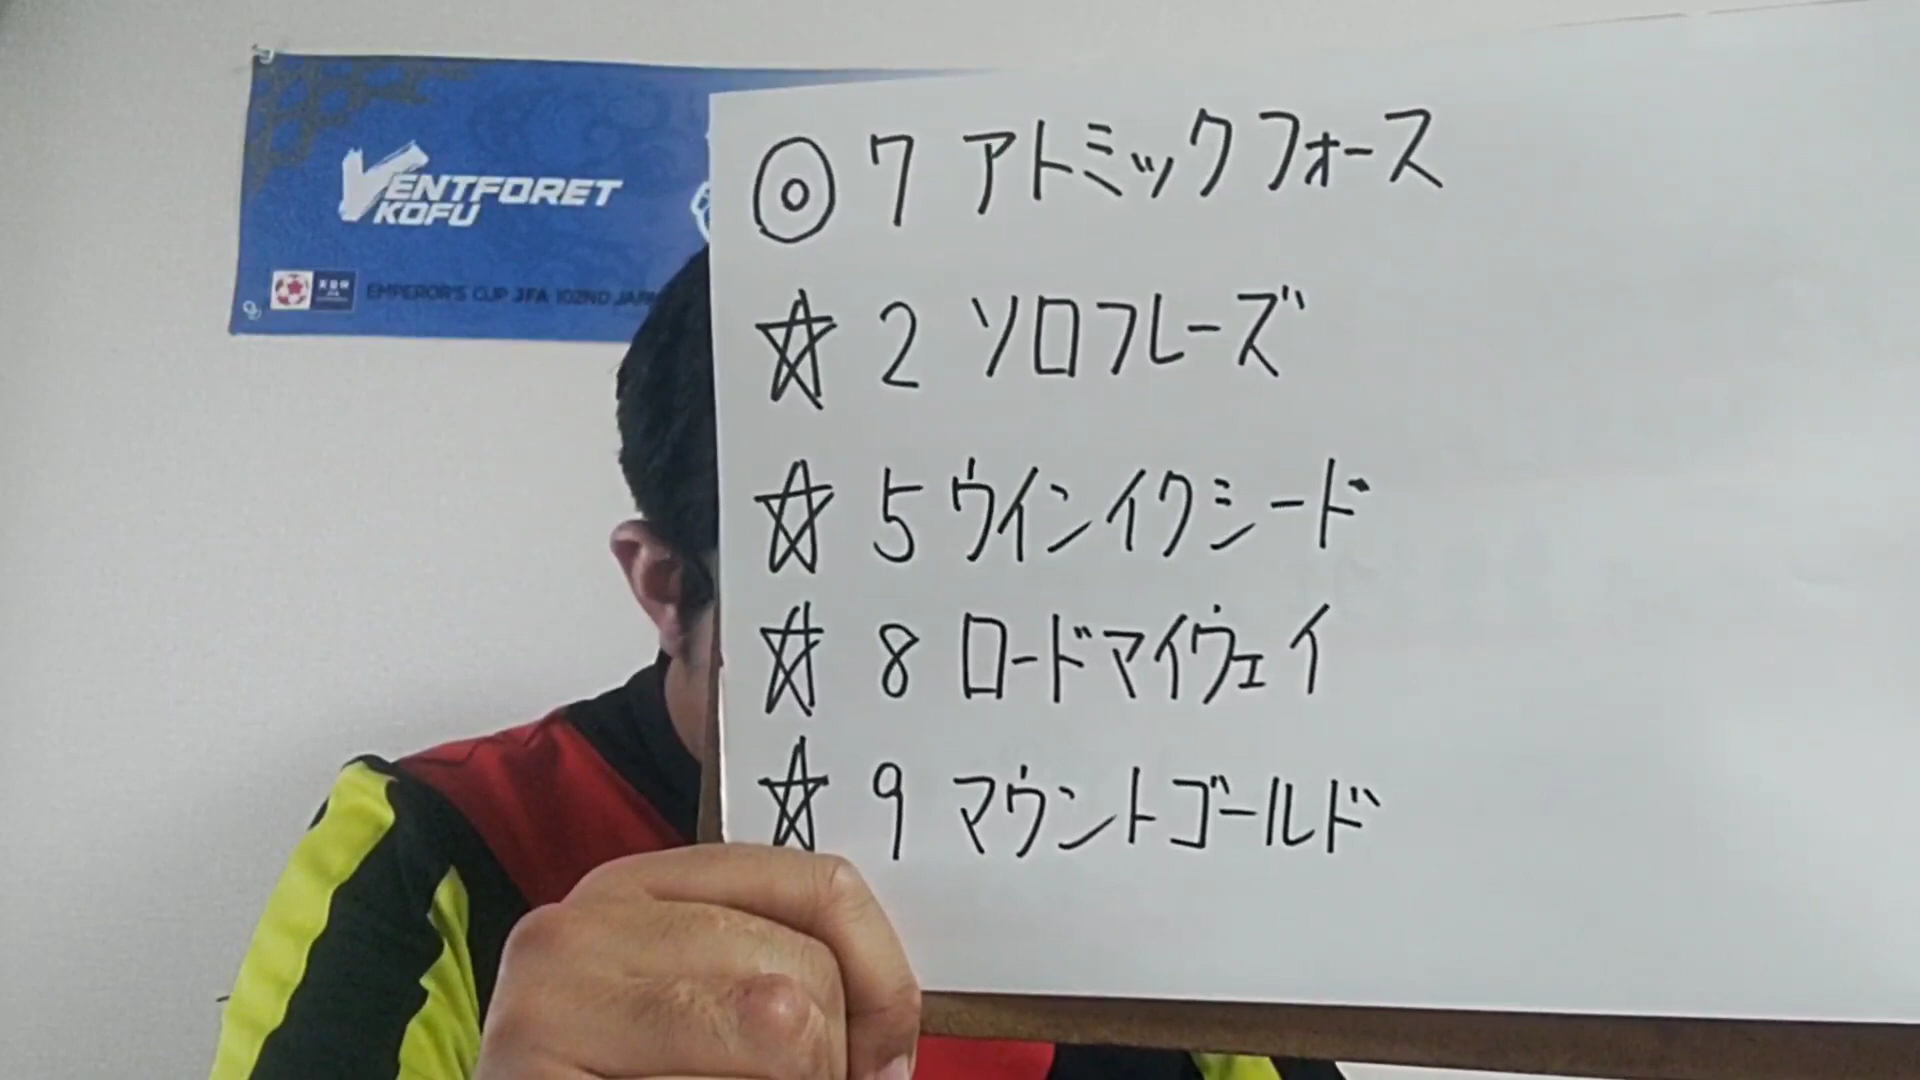 VENTFORET
KOFU
EMPEROR'S CUP JFA 102ND JAPA
◎ 7 アトミックフォース
☆ 2 ソロフレーズ
☆ 5 ウインイクシード
☆ 8 ロードマイウェイ
☆ 9 マウントゴールド